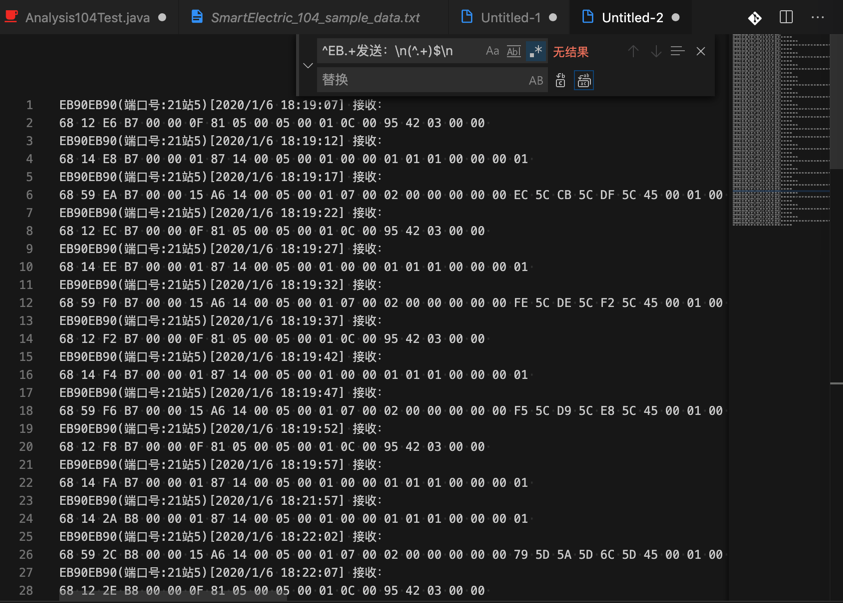 Analysis104Test.java
SmartElectric_104_sample_data.txt
Untitled-1
Untitled-2
^EB.+发送: \n(^.+)$\n
Aa Abl .*
无结果
替换
AB
1 EB90EB90(端口号:21站5)[2020/1/6 18:19:07] 接收:
2 68 12 E6 B7 00 00 0F 81 05 00 05 00 01 0C 00 95 42 03 00 00
3 EB90EB90(端口号:21站5)[2020/1/6 18:19:12] 接收:
4 68 14 E8 B7 00 00 01 87 14 00 05 00 01 00 00 01 01 01 00 00 00 01
5 EB90EB90(端口号:21站5)[2020/1/6 18:19:17] 接收:
6 68 59 EA B7 00 00 15 A6 14 00 05 00 01 07 00 02 00 00 00 00 00 EC 5C CB 5C DF 5C 45 00 01 00
7 EB90EB90(端口号:21站5)[2020/1/6 18:19:22] 接收:
8 68 12 EC B7 00 00 0F 81 05 00 05 00 01 0C 00 95 42 03 00 00
9 EB90EB90(端口号:21站5)[2020/1/6 18:19:27] 接收:
10 68 14 EE B7 00 00 01 87 14 00 05 00 01 00 00 01 01 01 00 00 00 01
11 EB90EB90(端口号:21站5)[2020/1/6 18:19:32] 接收:
12 68 59 F0 B7 00 00 15 A6 14 00 05 00 01 07 00 02 00 00 00 00 00 FE 5C DE 5C F2 5C 45 00 01 00
13 EB90EB90(端口号:21站5)[2020/1/6 18:19:37] 接收:
14 68 12 F2 B7 00 00 0F 81 05 00 05 00 01 0C 00 95 42 03 00 00
15 EB90EB90(端口号:21站5)[2020/1/6 18:19:42] 接收:
16 68 14 F4 B7 00 00 01 87 14 00 05 00 01 00 00 01 01 01 00 00 00 01
17 EB90EB90(端口号:21站5)[2020/1/6 18:19:47] 接收:
18 68 59 F6 B7 00 00 15 A6 14 00 05 00 01 07 00 02 00 00 00 00 00 F5 5C D9 5C E8 5C 45 00 01 00
19 EB90EB90(端口号:21站5)[2020/1/6 18:19:52] 接收:
20 68 12 F8 B7 00 00 0F 81 05 00 05 00 01 0C 00 95 42 03 00 00
21 EB90EB90(端口号:21站5)[2020/1/6 18:19:57] 接收:
22 68 14 FA B7 00 00 01 87 14 00 05 00 01 00 00 01 01 01 00 00 00 01
23 EB90EB90(端口号:21站5)[2020/1/6 18:21:57] 接收:
24 68 14 2A B8 00 00 01 87 14 00 05 00 01 00 00 01 01 01 00 00 00 01
25 EB90EB90(端口号:21站5)[2020/1/6 18:22:02] 接收:
26 68 59 2C B8 00 00 15 A6 14 00 05 00 01 07 00 02 00 00 00 00 00 79 5D 5A 5D 6C 5D 45 00 01 00
27 EB90EB90(端口号:21站5)[2020/1/6 18:22:07] 接收:
28 68 12 2E B8 00 00 0F 81 05 00 05 00 01 0C 00 95 42 03 00 00